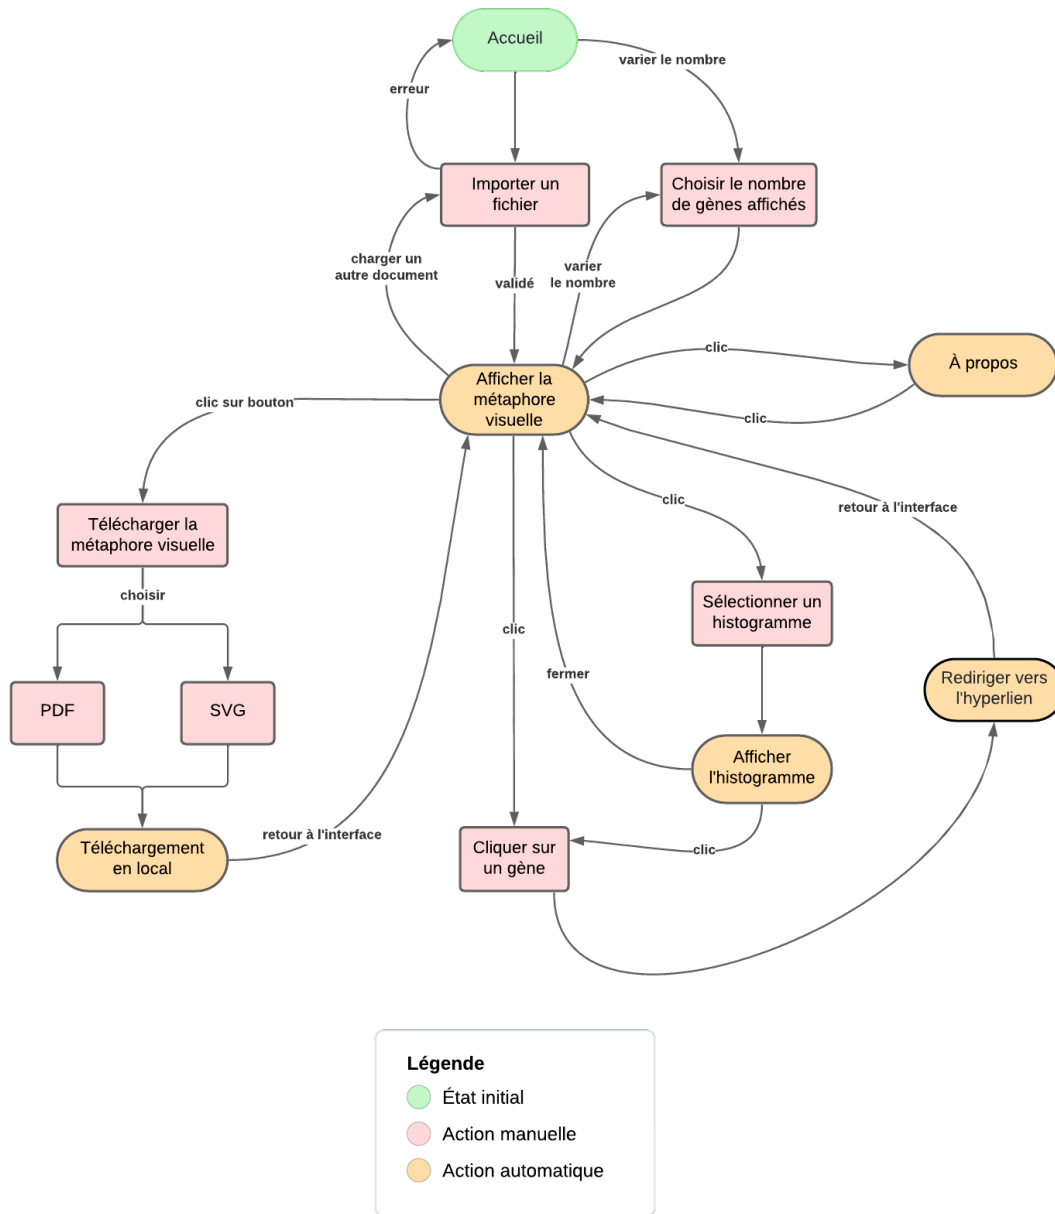 Accueil
varier le nombre
erreur
Importer un
fichier
Choisir le nombre
de gènes affichés
charger un
autre document
validé
varier
le nombre
clic
À propos
Afficher la
métaphore
visuelle
clic sur bouton
clic
clic
retour à l'interface
Télécharger la
métaphore visuelle
choisir
Sélectionner un
histogramme
clic
fermer
Rediriger vers
l'hyperlien
PDF
SVG
Afficher
l'histogramme
retour à l'interface
Téléchargement
en local
Cliquer sur
un gène
clic
Légende
État initial
Action manuelle
Action automatique